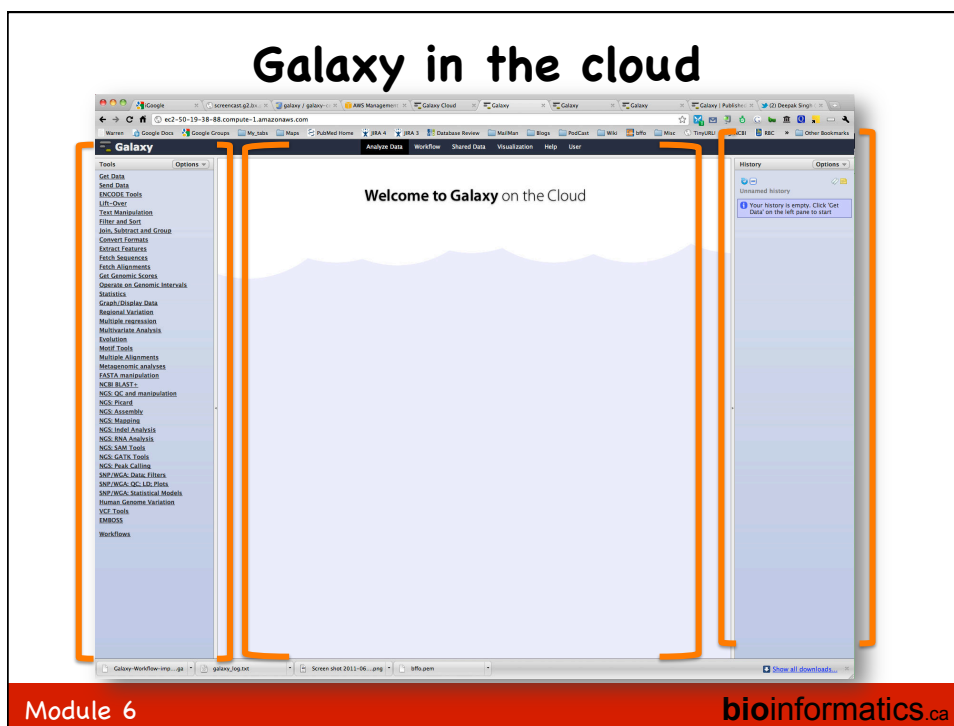 Galaxy in the cloud
iGoogle screencast.g2.bx... galaxy / galaxy-c AWS Management Galaxy Cloud Galaxy Galaxy Galaxy Galaxy | Published (2) Deepak Singh
ec2-50-19-38-88.compute-1.amazonaws.com
Warren Google Docs Google Groups My_tabs Maps PubMed Home JIRA 4 JIRA 3 Database Review MailMan Blogs PodCast Wiki bffo Misc TinyURL! NCBI REC » Other Bookmarks
Galaxy Analyze Data Workflow Shared Data Visualization Help User
Tools Options
Get Data
Send Data
ENCODE Tools
Lift-Over
Text Manipulation
Filter and Sort
Join, Subtract and Group
Convert Formats
Extract Features
Fetch Sequences
Fetch Alignments
Get Genomic Scores
Operate on Genomic Intervals
Statistics
Graph/Display Data
Regional Variation
Multiple regression
Multivariate Analysis
Evolution
Motif Tools
Multiple Alignments
Metagenomic analyses
FASTA manipulation
NCBI BLAST+
NGS: QC and manipulation
NGS: Picard
NGS: Assembly
NGS: Mapping
NGS: Indel Analysis
NGS: RNA Analysis
NGS: SAM Tools
NGS: GATK Tools
NGS: Peak Calling
SNP/WGA: Data; Filters
SNP/WGA: QC; LD; Plots
SNP/WGA: Statistical Models
Human Genome Variation
VCF Tools
EMBOSS
Workflows
Welcome to Galaxy on the Cloud
History Options
Unnamed history
Your history is empty. Click 'Get
Data' on the left pane to start
Galaxy-Workflow-imp....ga galaxy_log.txt Screen shot 2011-06....png bffo.pem Show all downloads...
Module 6 bioinformatics.ca